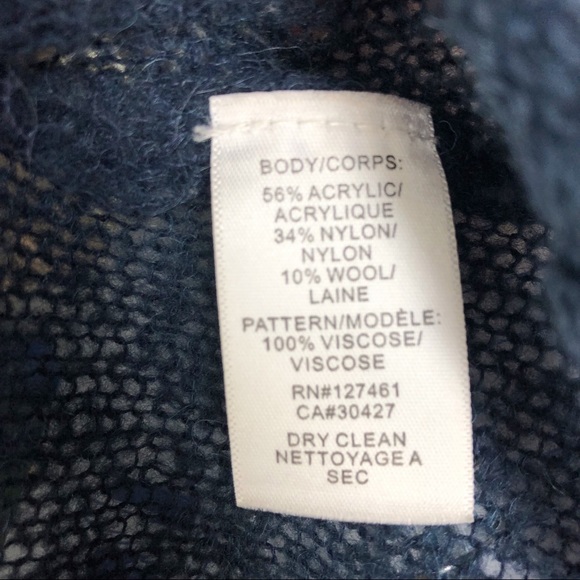 BODY/CORPS:
56% ACRYLIC/
ACRYLIQUE
34% NYLON/
NYLON
10% WOOL/
LAINE
PATTERN/MODÈLE:
100% VISCOSE/
VISCOSE
RN#127461
CA#30427
DRY CLEAN
NETTOYAGE A
SEC